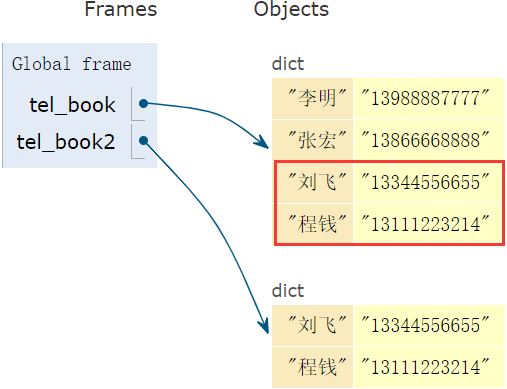 Frames Objects
Global frame
tel_book
tel_book2
dict
"李明" "13988887777"
"张宏" "13866668888"
"刘飞" "13344556655"
"程钱" "13111223214"
dict
"刘飞" "13344556655"
"程钱" "13111223214"